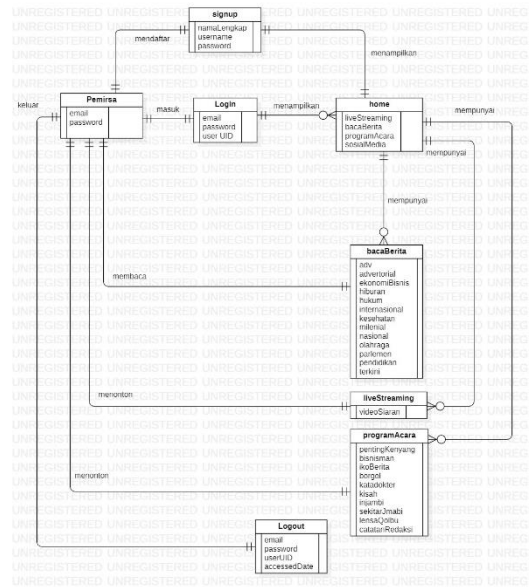 signup
namaLengkap
username
password
mendaftar
menampilkan
keluar
Pemirsa
email
password
masuk
Login
email
password
user UID
menampilkan
home
liveStreaming
bacaBerita
programAcara
sosialMedia
mempunyai
mempunyai
mempunyai
bacaBerita
adv
advertorial
ekonomiBisnis
hiburan
hukum
internasional
kesehatan
milenial
nasional
olahraga
parlemen
pendidikan
terkini
membaca
menonton
liveStreaming
videoSiaran
programAcara
pentingKenyang
bisnisman
ikoBerita
borgol
katadokter
kisah
injambi
sekitarJmabi
lensaQolbu
catatanRedaksi
menonton
Logout
email
password
userUID
accessedDate
UNREGISTERED